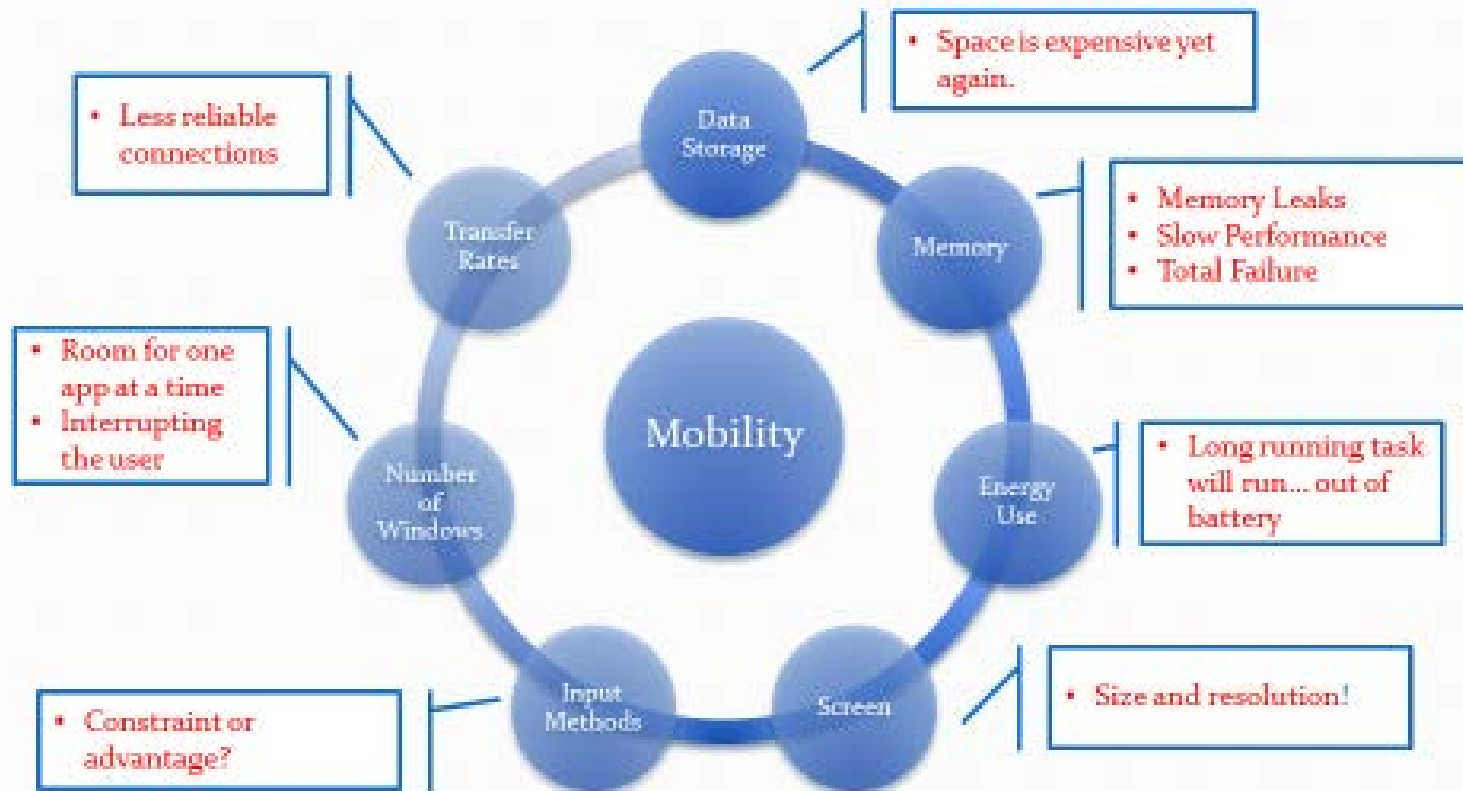 Data
Storage
• Space is expensive yet
again.
Memory
• Memory Leaks
• Slow Performance
• Total Failure
Energy
Use
• Long running task
will run... out of
battery
Screen
• Size and resolution!
Input
Methods
• Constraint or
advantage?
Number
of
Windows
• Room for one
app at a time
• Interrupting
the user
Transfer
Rates
• Less reliable
connections
Mobility